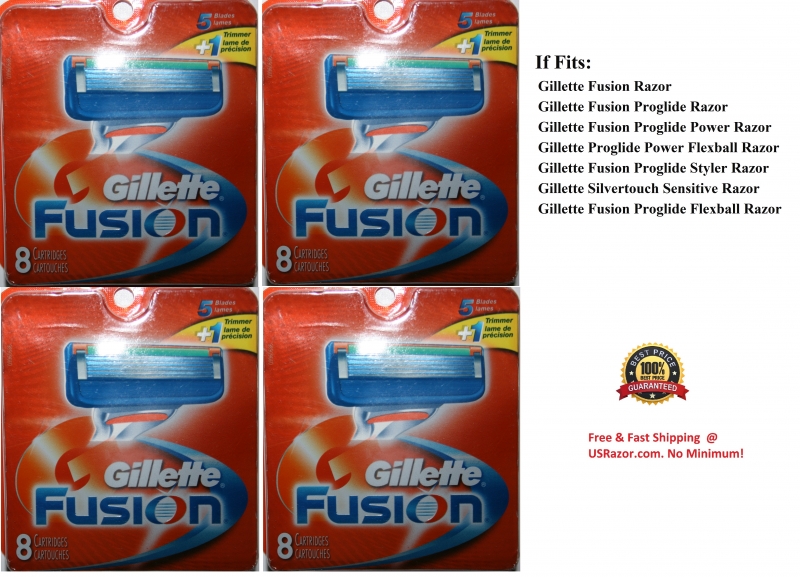 5 Blades
lames
+1 Trimmer
lame de
précision
Gillette
FUSION
8 CARTRIDGES
CARTOUCHES
5 Blades
lames
+1 Trimmer
lame de
précision
Gillette®
FUSION
8 CARTRIDGES
CARTOUCHES
If Fits:
Gillette Fusion Razor
Gillette Fusion Proglide Razor
Gillette Fusion Proglide Power Razor
Gillette Proglide Power Flexball Razor
Gillette Fusion Proglide Styler Razor
Gillette Silvertouch Sensitive Razor
Gillette Fusion Proglide Flexball Razor
5 Blades
lames
+1 Trimmer
lame de
précision
Gillette®
FUSION
8 CARTRIDGES
CARTOUCHES
5 Blades
lames
+1 Trimmer
lame de
précision
Gillette®
FUSION
8 CARTRIDGES
CARTOUCHES
BEST PRICE
100%
BEST PRICE
GUARANTEED
Free & Fast Shipping @
USRazor.com. No Minimum!